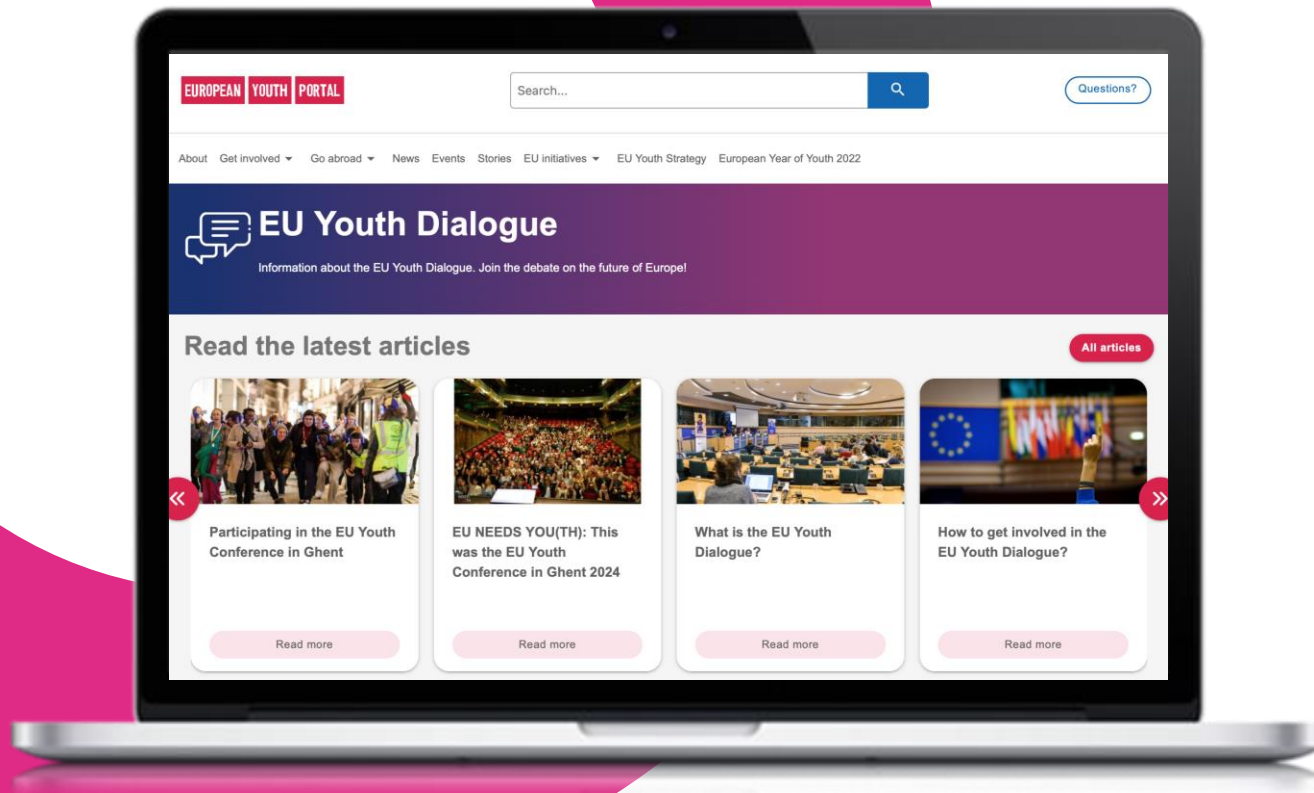 EUROPEAN YOUTH PORTAL
Search...
Questions?
About Get involved Go abroad News Events Stories EU initiatives EU Youth Strategy European Year of Youth 2022
EU Youth Dialogue
Information about the EU Youth Dialogue. Join the debate on the future of Europe!
Read the latest articles
All articles
Participating in the EU Youth
Conference in Ghent
Read more
EU NEEDS YOU(TH): This
was the EU Youth
Conference in Ghent 2024
Read more
What is the EU Youth
Dialogue?
Read more
How to get involved in the
EU Youth Dialogue?
Read more